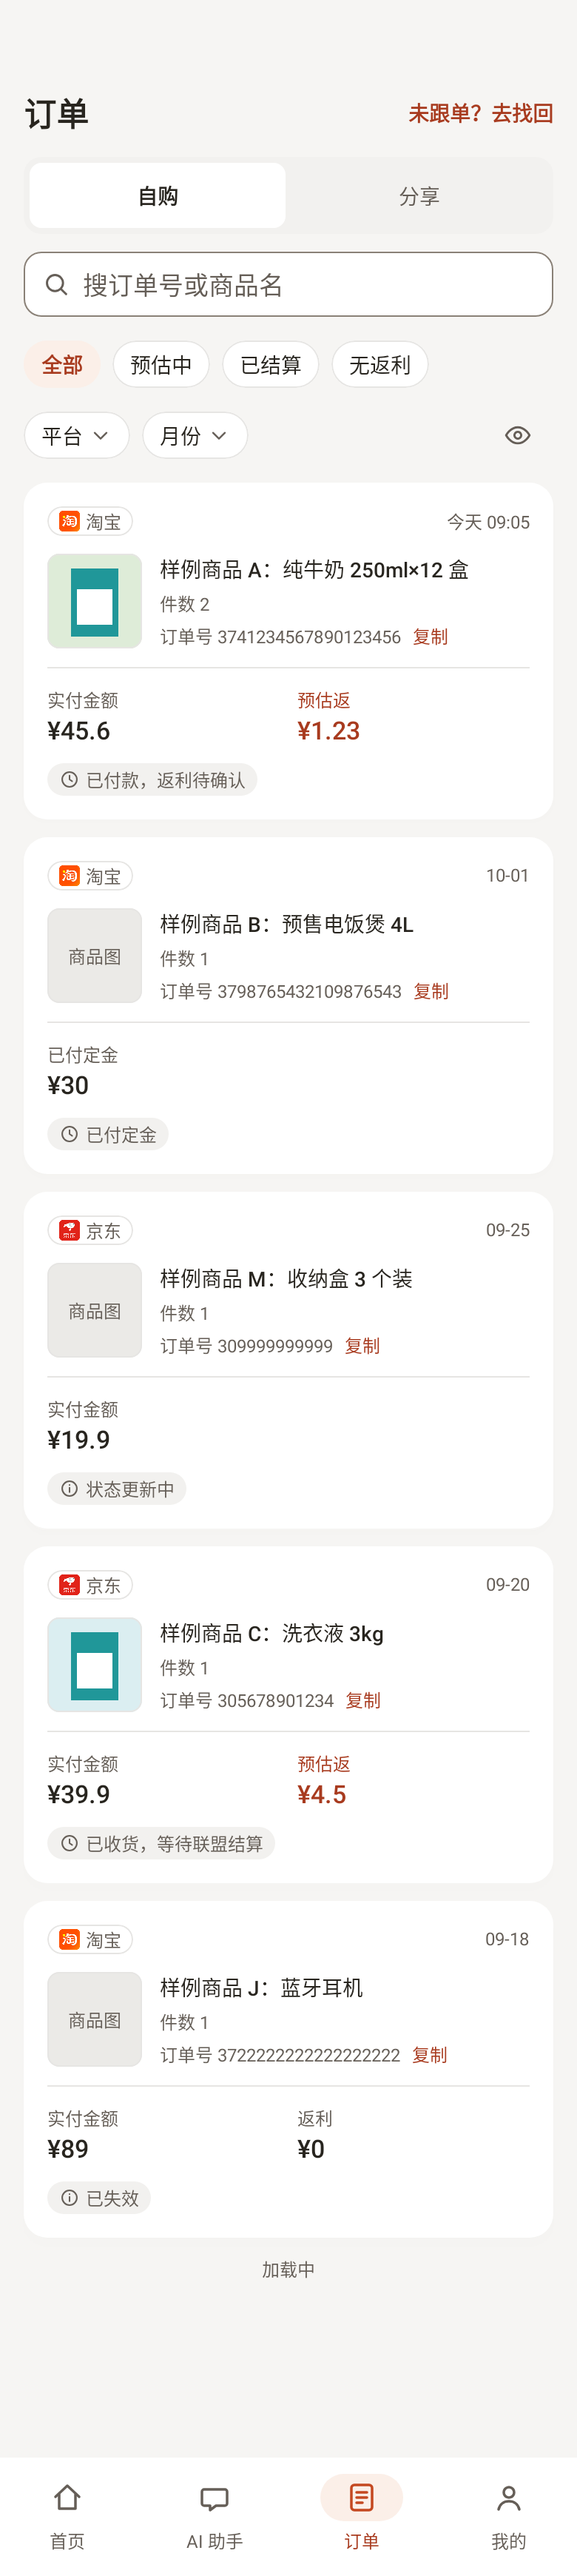 订单
未跟单？去找回
自购
分享
搜订单号或商品名
全部
预估中
已结算
无返利
平台
月份
淘 淘宝
今天 09:05
样例商品 A：纯牛奶 250ml×12 盒
件数 2
订单号 3741234567890123456 复制
实付金额
预估返
¥45.6
¥1.23
已付款，返利待确认
淘 淘宝
10-01
商品图
样例商品 B：预售电饭煲 4L
件数 1
订单号 3798765432109876543 复制
已付定金
¥30
已付定金
京东
09-25
商品图
样例商品 M：收纳盒 3 个装
件数 1
订单号 309999999999 复制
实付金额
¥19.9
状态更新中
京东
09-20
样例商品 C：洗衣液 3kg
件数 1
订单号 305678901234 复制
实付金额
预估返
¥39.9
¥4.5
已收货，等待联盟结算
淘 淘宝
09-18
商品图
样例商品 J：蓝牙耳机
件数 1
订单号 3722222222222222222 复制
实付金额
返利
¥89
¥0
已失效
加载中
首页
AI 助手
订单
我的